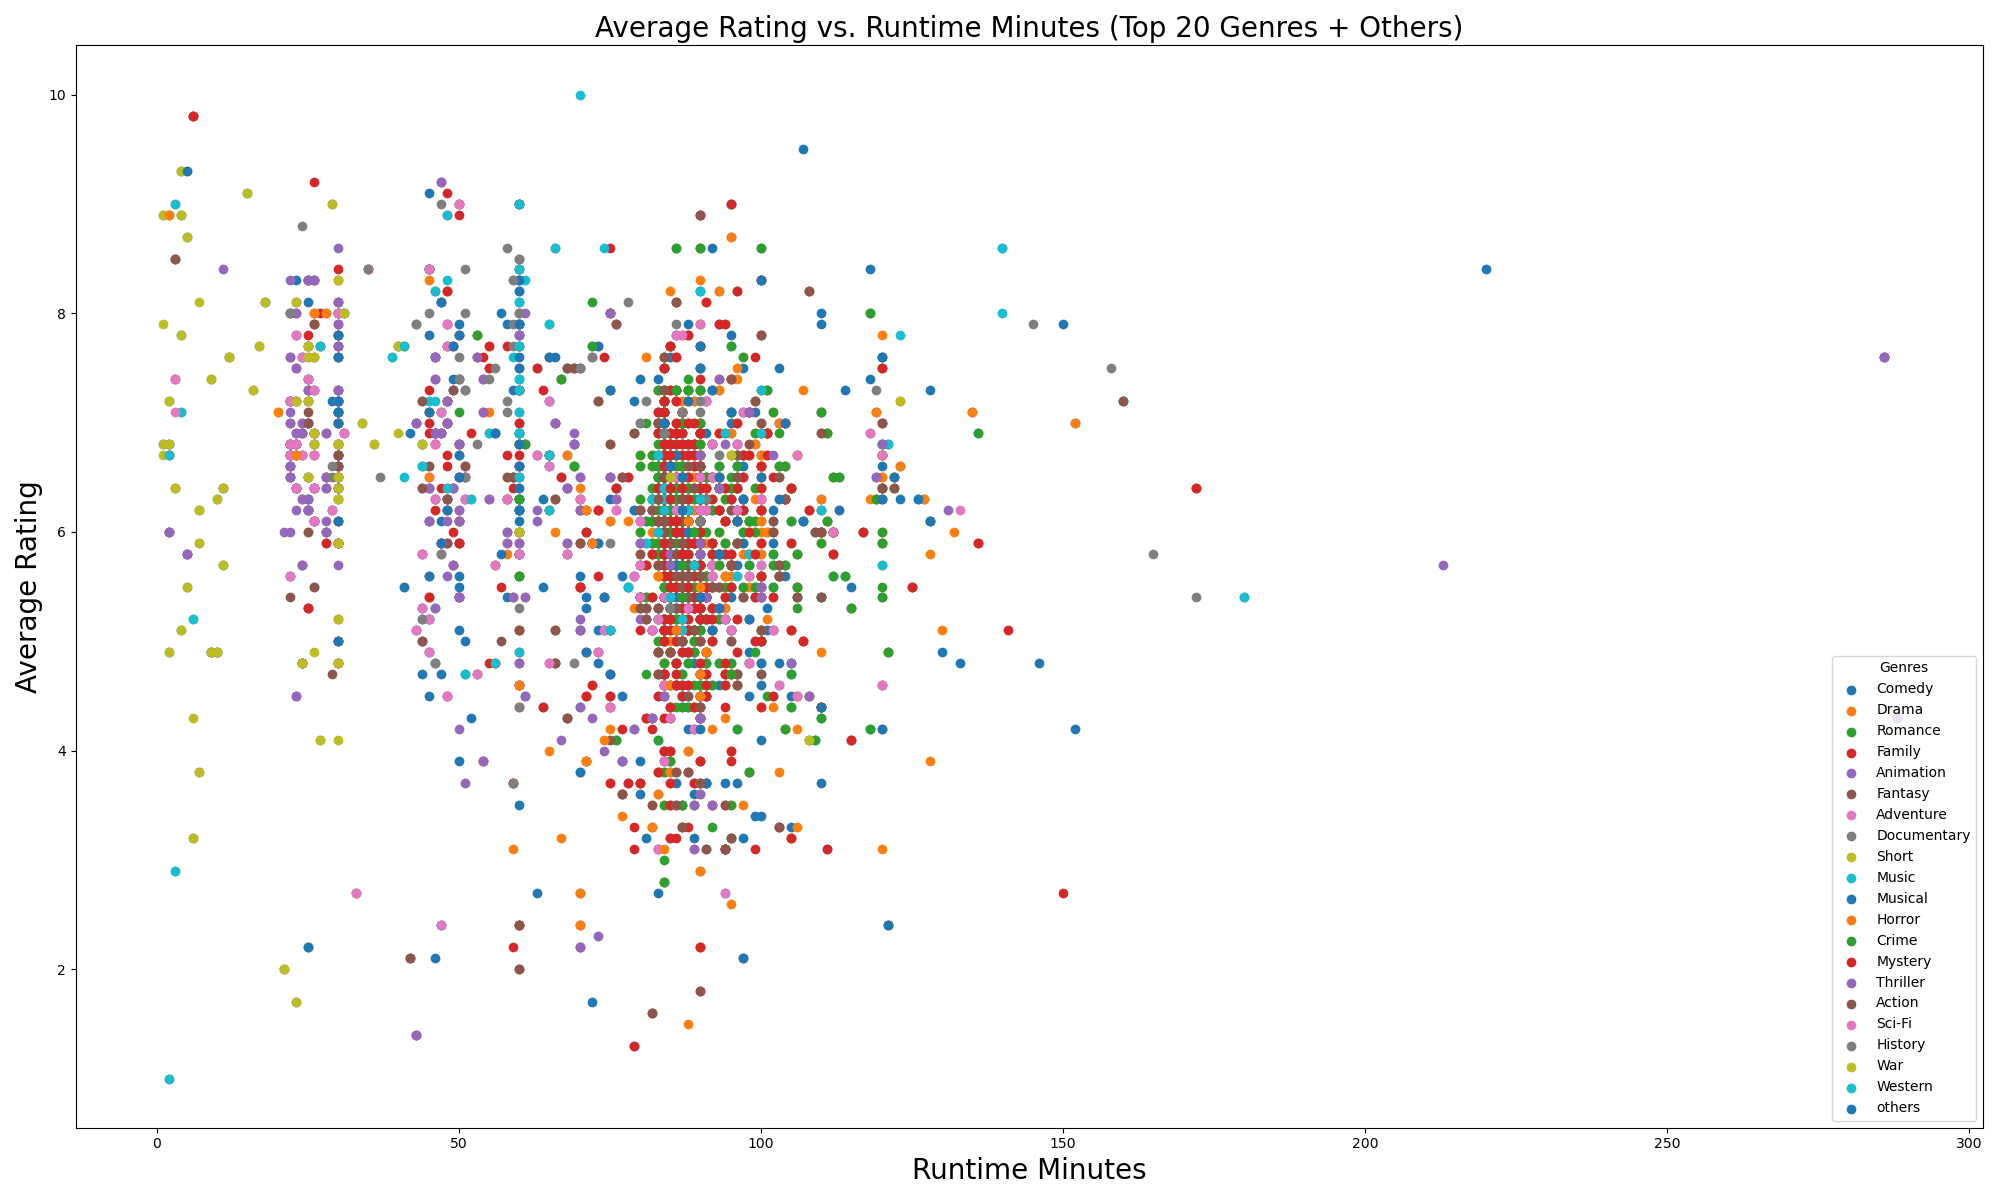 Average Rating vs. Runtime Minutes (Top 20 Genres + Others)
10
8
6
4
2
Average Rating
0 50 100 150 200 250 300
Runtime Minutes
Genres
Comedy
Drama
Romance
Family
Animation
Fantasy
Adventure
Documentary
Short
Music
Musical
Horror
Crime
Mystery
Thriller
Action
Sci-Fi
History
War
Western
others